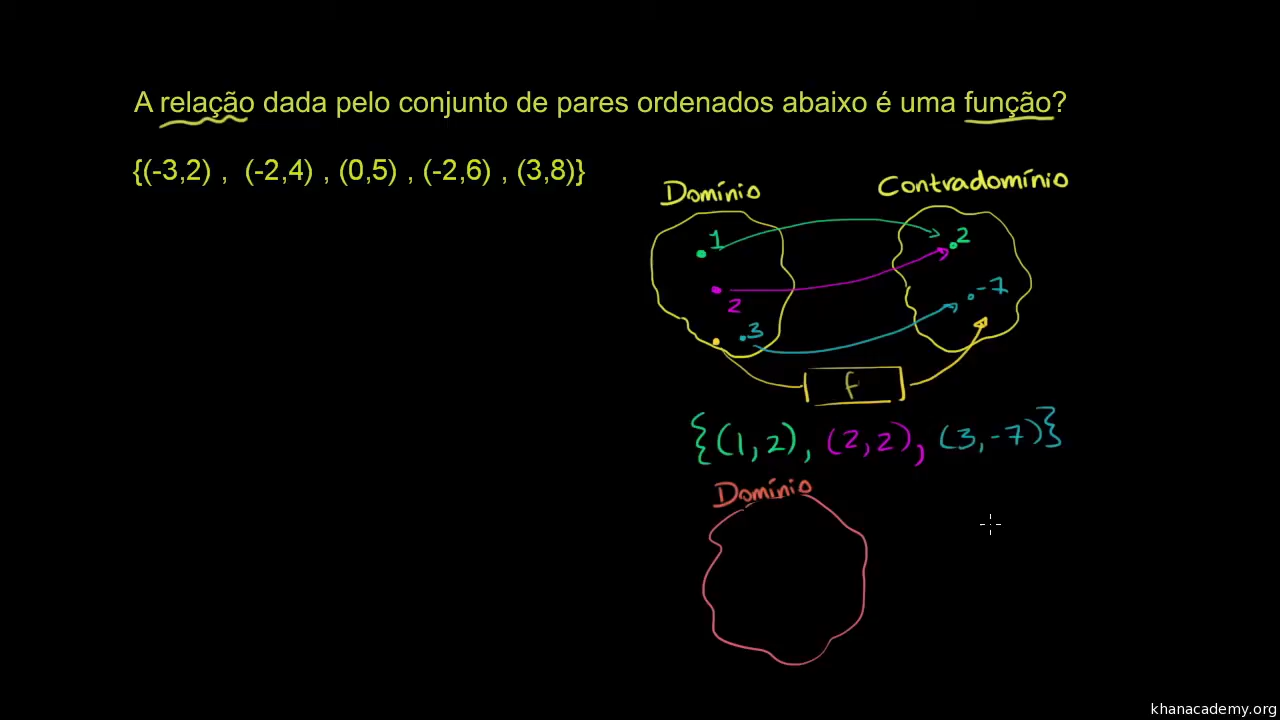 A relação dada pelo conjunto de pares ordenados abaixo é uma função?
{(-3,2) , (-2,4) , (0,5) , (-2,6) , (3,8)}
Domínio
Contradomínio
1
2
3
2
-7
f
{(1,2), (2,2), (3,-7)}
Domínio
khanacademy.org